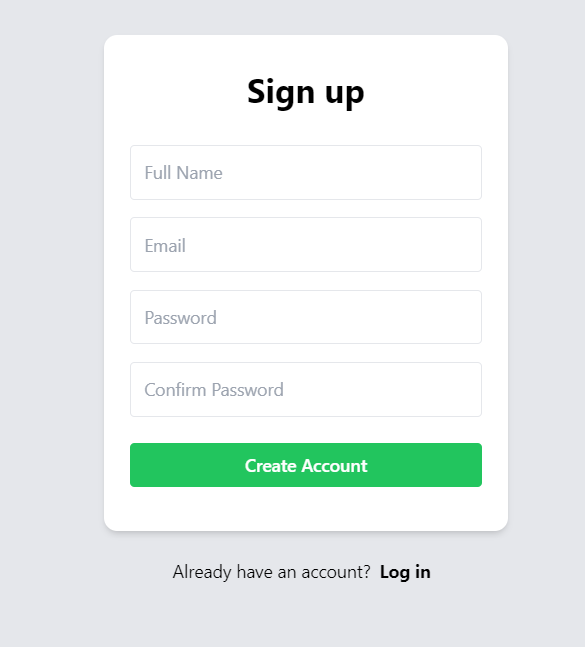 Sign up
Full Name
Email
Password
Confirm Password
Create Account
Already have an account? Log in